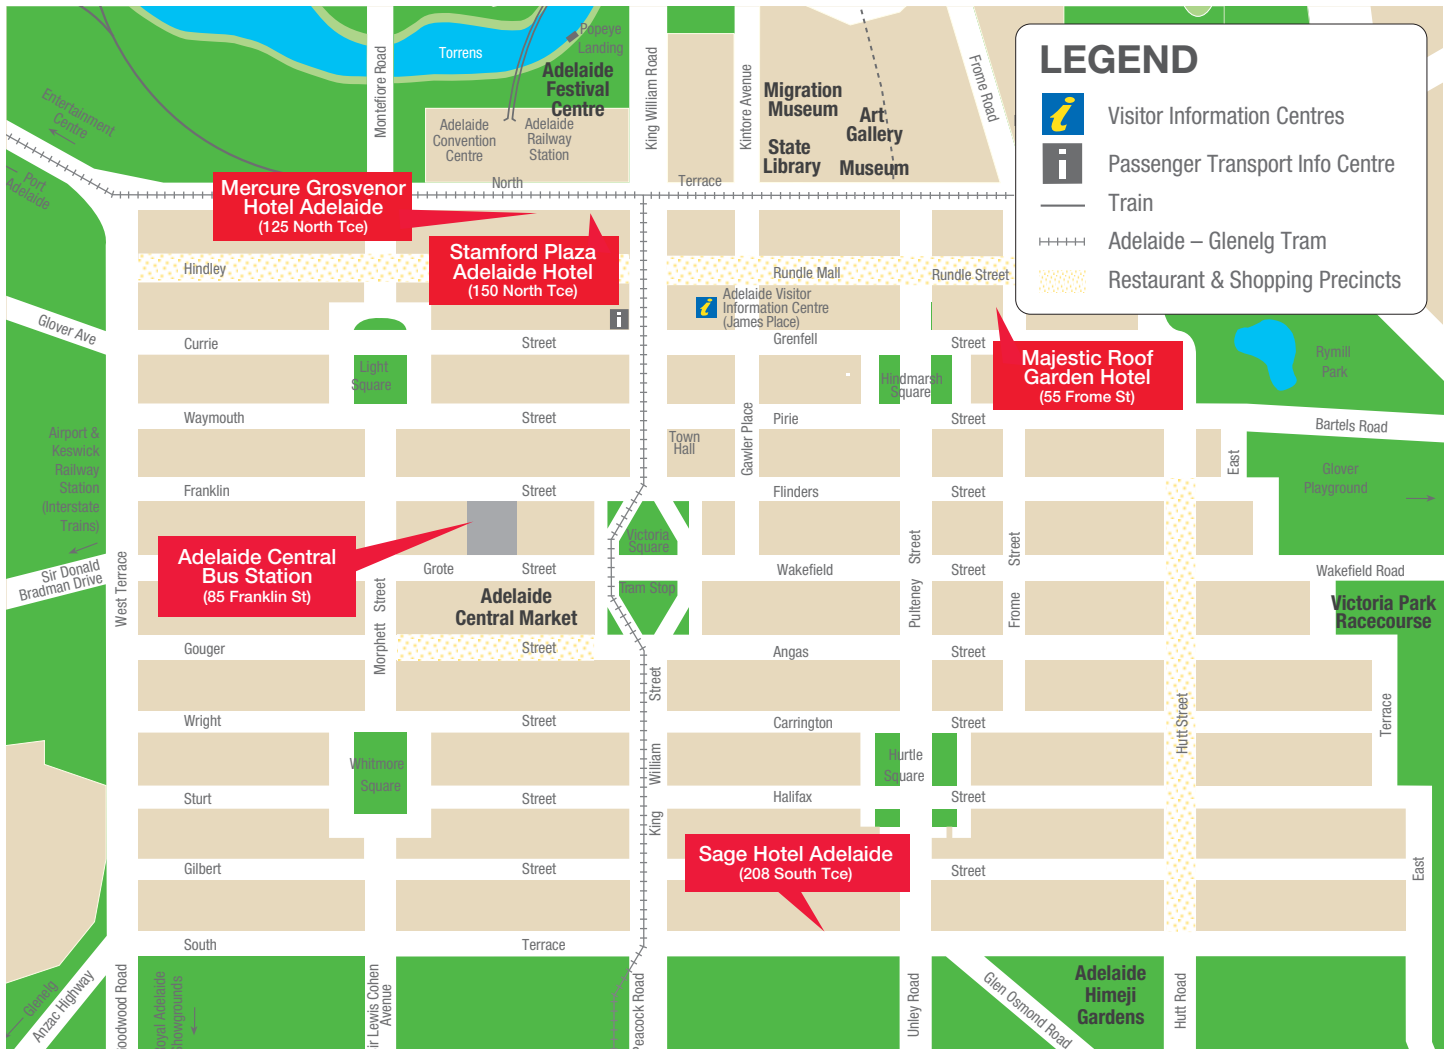 Torrens
Popeye
Landing
Montefiore Road
King William Road
Kintore Avenue
Frome Road
Adelaide
Festival
Centre
Entertainment
Centre
Port
Adelaide
Adelaide
Convention
Centre
Adelaide
Railway
Station
Migration
Museum
Art
Gallery
State
Library
Museum
North
Terrace
LEGEND
Visitor Information Centres
Passenger Transport Info Centre
Train
Adelaide – Glenelg Tram
Restaurant & Shopping Precincts
Mercure Grosvenor
Hotel Adelaide
(125 North Tce)
Stamford Plaza
Adelaide Hotel
(150 North Tce)
Hindley
Rundle Mall
Rundle Street
Adelaide Visitor
Information Centre
(James Place)
Glover Ave
Currie
Street
Grenfell
Street
Light
Square
Hindmarsh
Square
Majestic Roof
Garden Hotel
(55 Frome St)
Rymill
Park
Waymouth
Street
Pirie
Street
Bartels Road
Airport &
Keswick
Railway
Station
(Interstate
Trains)
Town
Hall
Gawler Place
East
Glover
Playground
Franklin
Street
Flinders
Street
Victoria
Square
Adelaide Central
Bus Station
(85 Franklin St)
Sir Donald
Bradman Drive
West Terrace
Grote
Street
Wakefield
Street
Wakefield Road
Pulteney Street
Frome Street
Tram Stop
Adelaide
Central Market
Victoria Park
Racecourse
Morphett Street
Gouger
Street
Angas
Street
King William Street
Hutt Street
Terrace
Wright
Street
Carrington
Street
Whitmore
Square
Hurtle
Square
Sturt
Street
Halifax
Street
Sage Hotel Adelaide
(208 South Tce)
Gilbert
Street
Street
East
South
Terrace
Glenelg
Anzac Highway
Goodwood Road
Royal Adelaide
Showgrounds
Sir Lewis Cohen
Avenue
Peacock Road
Unley Road
Glen Osmond Road
Adelaide
Himeji
Gardens
Hutt Road